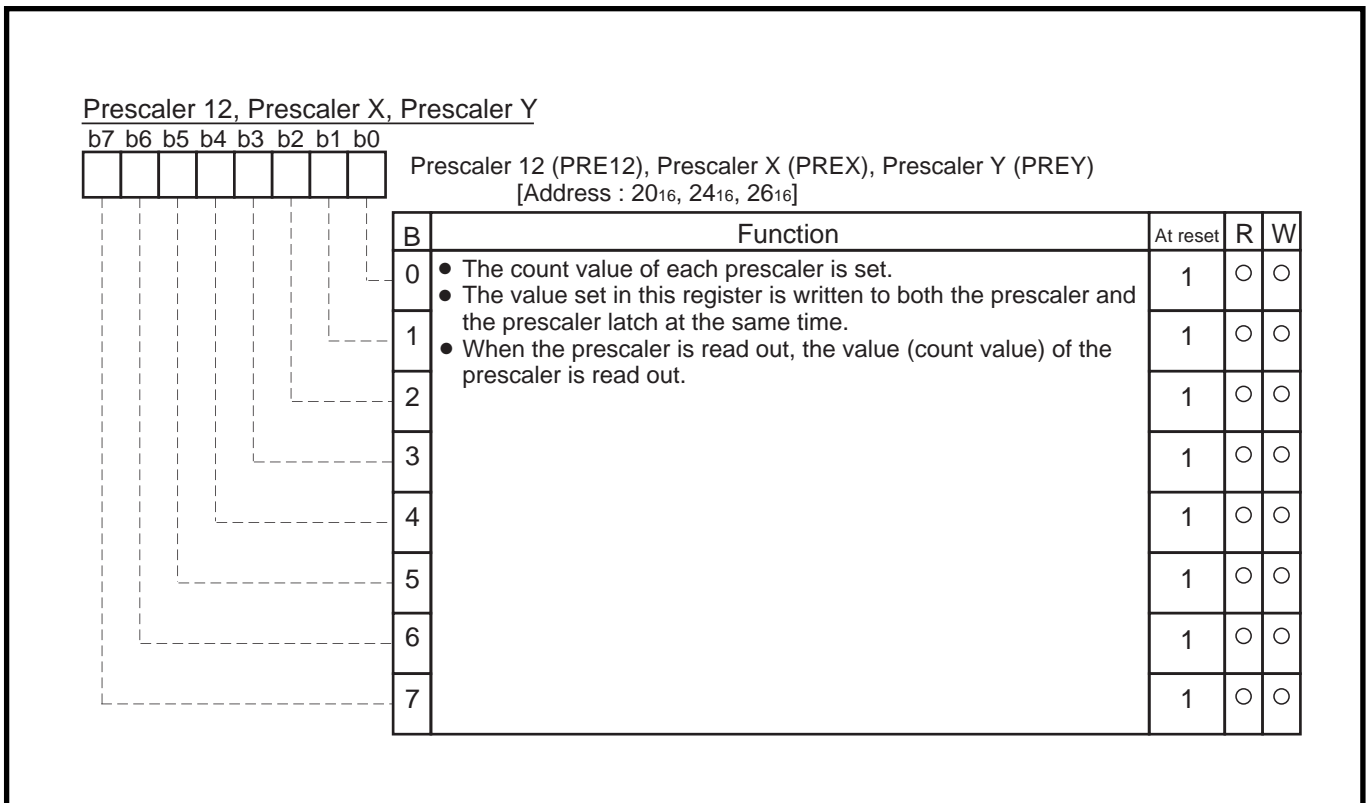 Prescaler 12, Prescaler X, Prescaler Y
b7 b6 b5 b4 b3 b2 b1 b0
Prescaler 12 (PRE12), Prescaler X (PREX), Prescaler Y (PREY)
[Address : 2016, 2416, 2616]
B Function At reset R W
0 ● The count value of each prescaler is set. 1 ○ ○
● The value set in this register is written to both the prescaler and
the prescaler latch at the same time.
1 1 ○ ○
● When the prescaler is read out, the value (count value) of the
prescaler is read out.
2 1 ○ ○
3 1 ○ ○
4 1 ○ ○
5 1 ○ ○
6 1 ○ ○
7 1 ○ ○